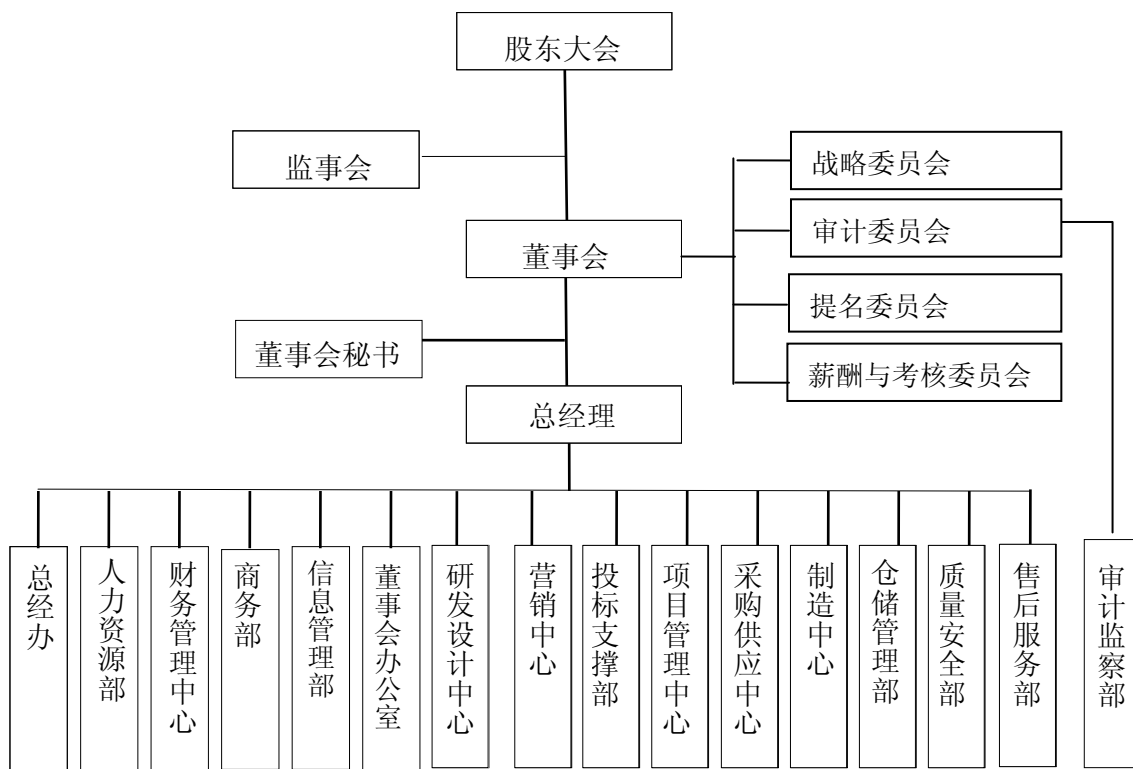 股东大会
监事会
战略委员会
审计委员会
董事会
提名委员会
董事会秘书
薪酬与考核委员会
总经理
总经办
人力资源部
财务管理中心
商务部
信息管理部
董事会办公室
研发设计中心
营销中心
投标支撑部
项目管理中心
采购供应中心
制造中心
仓储管理部
质量安全部
售后服务部
审计监察部